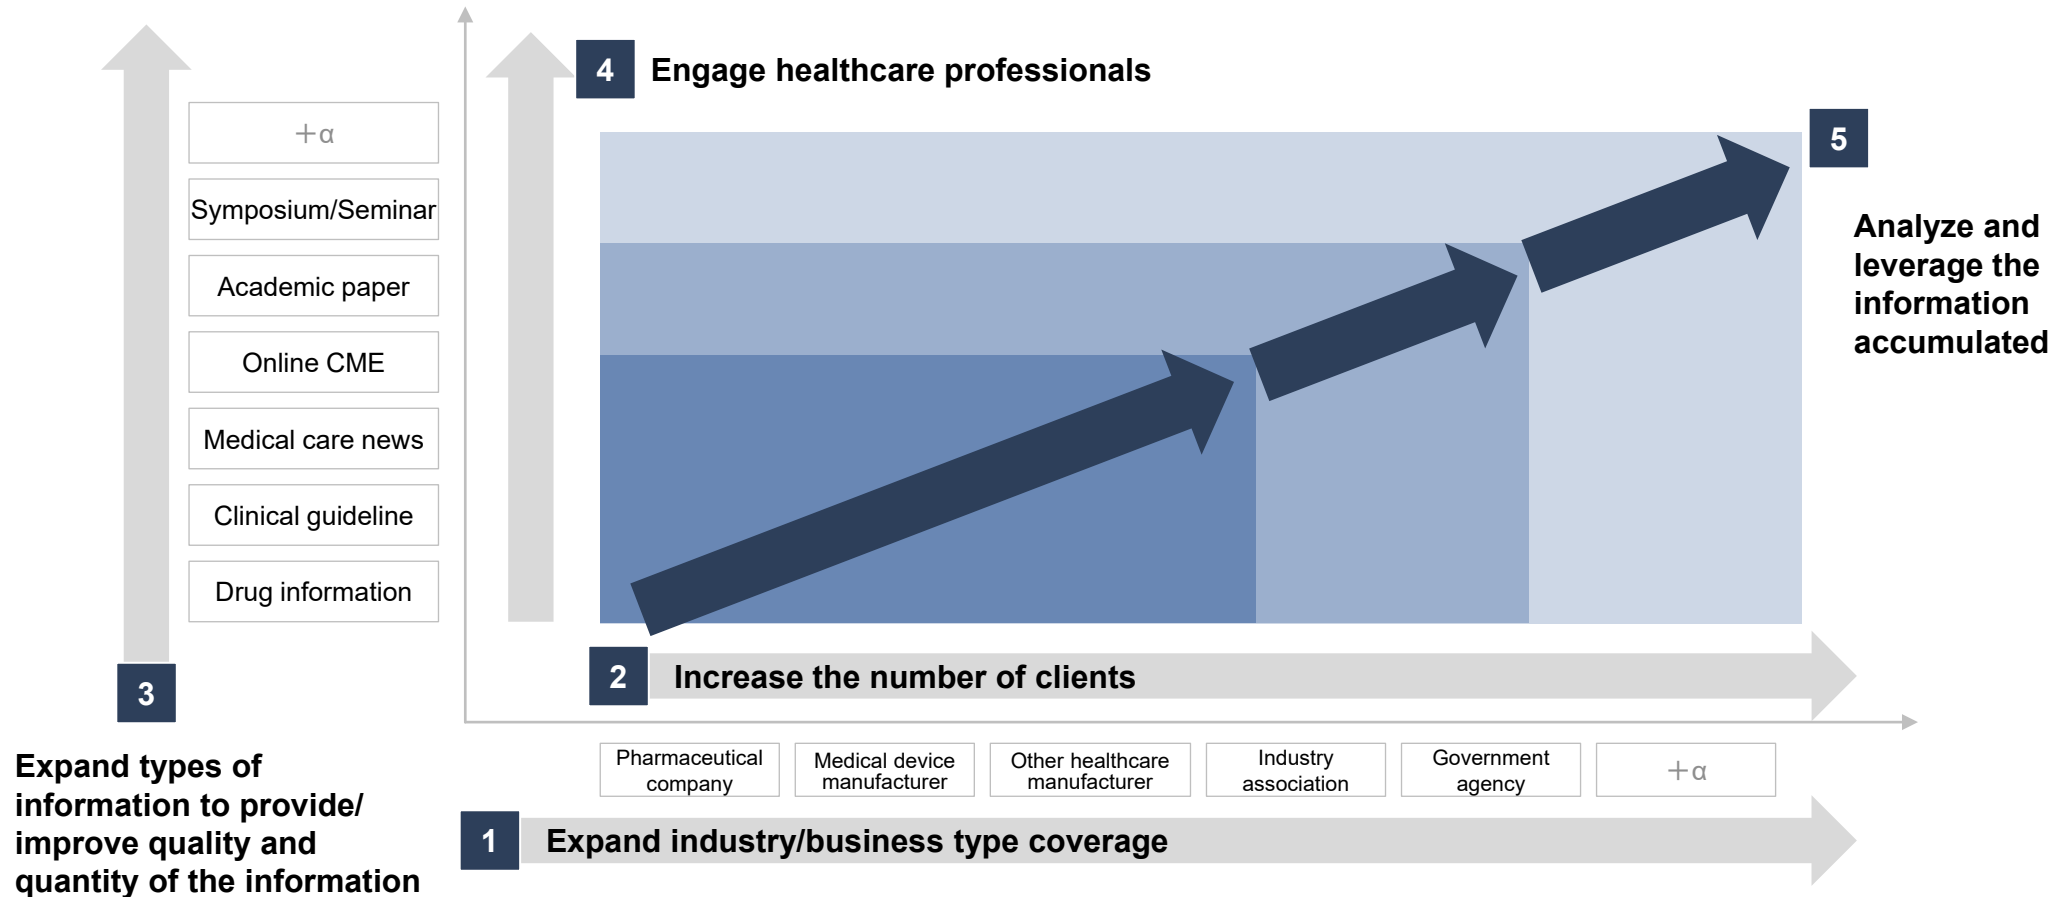 4
Engage healthcare professionals
5
Analyze and
leverage the
information
accumulated
+α
Symposium/Seminar
Academic paper
Online CME
Medical care news
Clinical guideline
Drug information
3
Expand types of
information to provide/
improve quality and
quantity of the information
2
Increase the number of clients
Pharmaceutical
company
Medical device
manufacturer
Other healthcare
manufacturer
Industry
association
Government
agency
+α
1
Expand industry/business type coverage